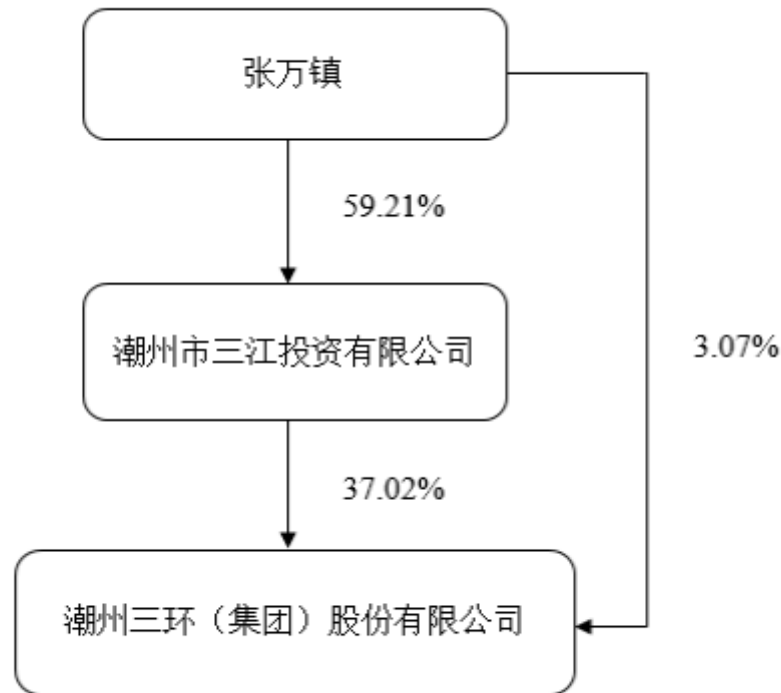 张万镇
59.21%
潮州市三江投资有限公司
3.07%
37.02%
潮州三环（集团）股份有限公司